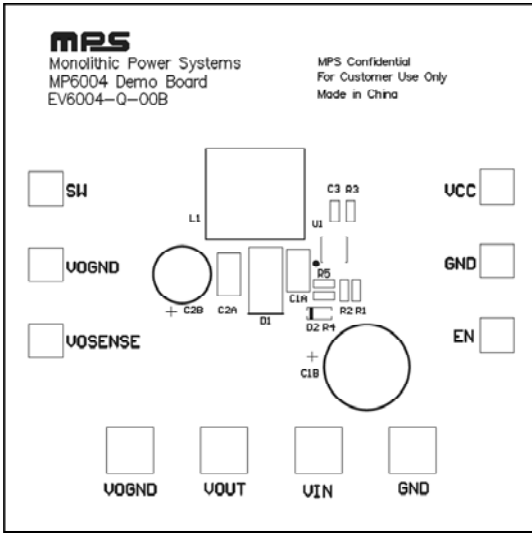 mps
Monolithic Power Systems
MP6004 Demo Board
EV6004-Q-00B
MPS Confidential
For Customer Use Only
Made in China
SW
VOGND
VOSENSE
L1
C3 R3
U1
VCC
GND
EN
R5
C1A
R2 R1
D2 R4
C2B
C2A
D1
+
+
C1B
VOGND
VOUT
VIN
GND